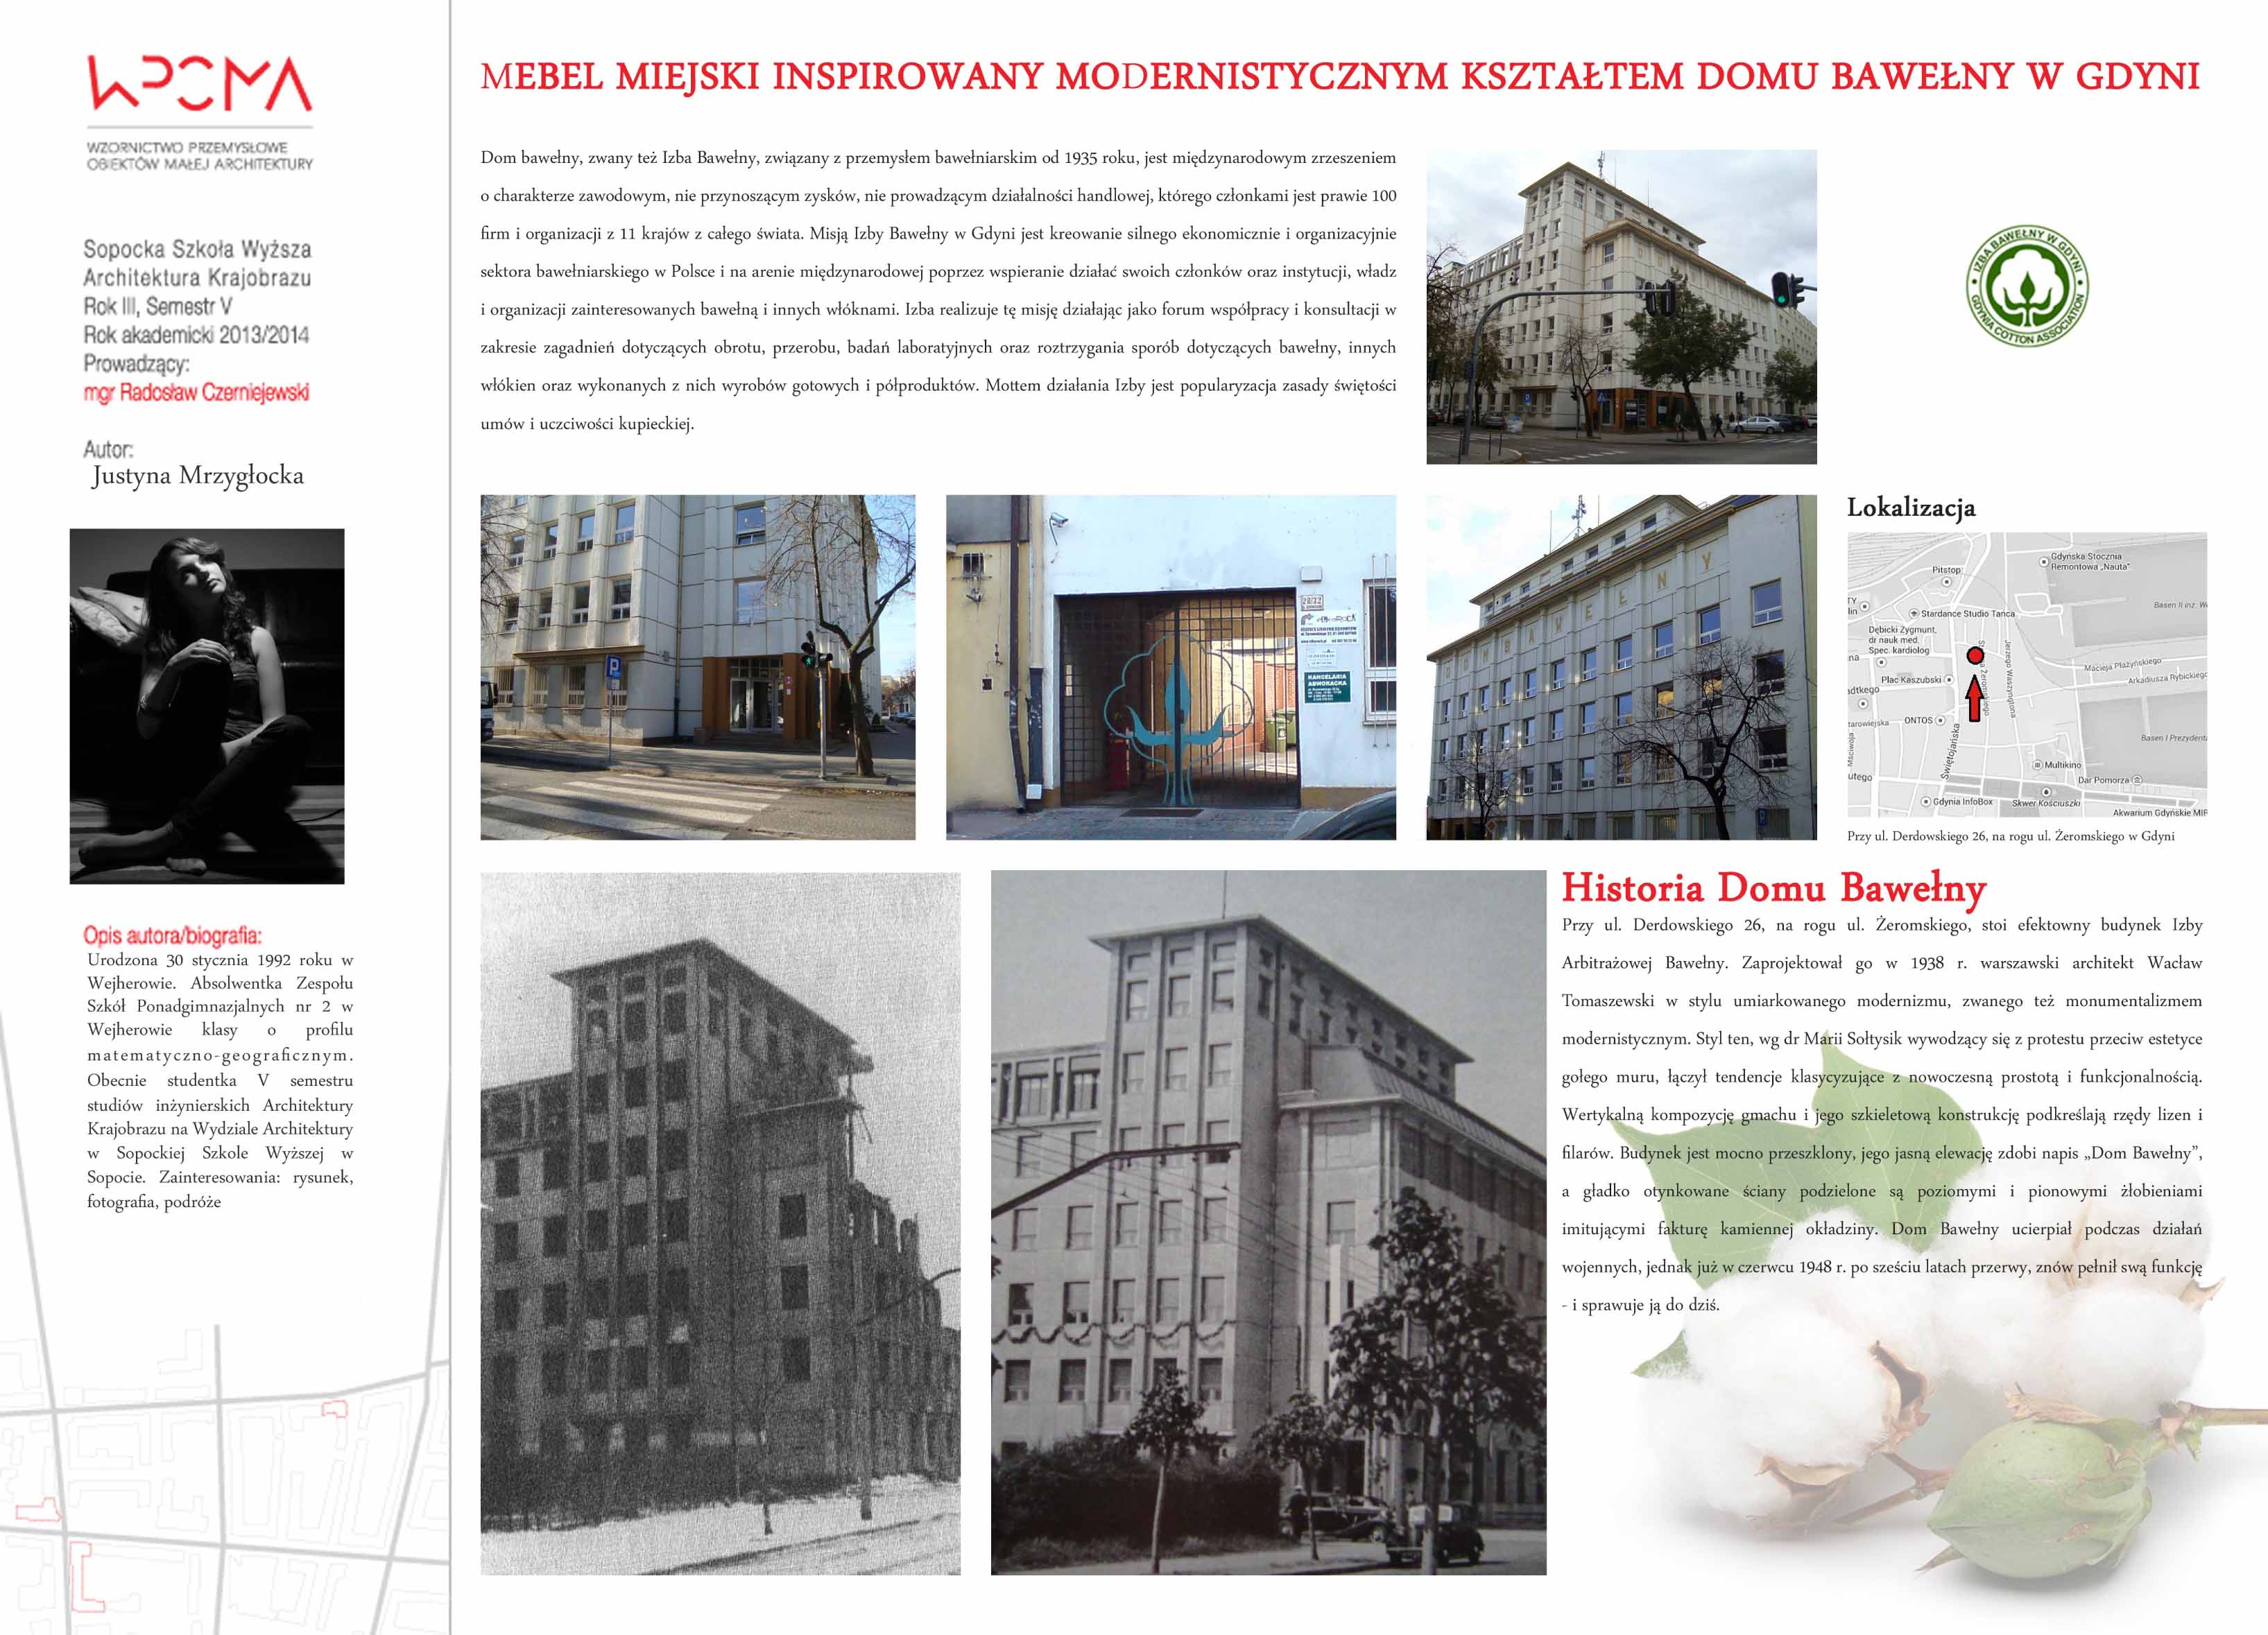 WPOMA
WZORNICTWO PRZEMYSŁOWE
OBIEKTÓW MAŁEJ ARCHITEKTURY
Sopocka Szkoła Wyższa
Architektura Krajobrazu
Rok III, Semestr V
Rok akademicki 2013/2014
Prowadzący:
mgr Radosław Czerniejewski
Autor:
Justyna Mrzygłocka
Opis autora/biografia:
Urodzona 30 stycznia 1992 roku w
Wejherowie. Absolwentka Zespołu
Szkół Ponadgimnazjalnych nr 2 w
Wejherowie klasy o profilu
matematyczno-geograficznym.
Obecnie studentka V semestru
studiów inżynierskich Architektury
Krajobrazu na Wydziale Architektury
w Sopockiej Szkole Wyższej w
Sopocie. Zainteresowania: rysunek,
fotografia, podróże
MEBEL MIEJSKI INSPIROWANY MODERNISTYCZNYM KSZTAŁTEM DOMU BAWEŁNY W GDYNI
Dom bawełny, zwany też Izba Bawełny, związany z przemysłem bawełniarskim od 1935 roku, jest międzynarodowym zrzeszeniem
o charakterze zawodowym, nie przynoszącym zysków, nie prowadzącym działalności handlowej, którego członkami jest prawie 100
firm i organizacji z 11 krajów z całego świata. Misją Izby Bawełny w Gdyni jest kreowanie silnego ekonomicznie i organizacyjnie
sektora bawełniarskiego w Polsce i na arenie międzynarodowej poprzez wspieranie działać swoich członków oraz instytucji, władz
i organizacji zainteresowanych bawełną i innych włóknami. Izba realizuje tę misję działając jako forum współpracy i konsultacji w
zakresie zagadnień dotyczących obrotu, przerobu, badań laboratyjnych oraz roztrzygania sporób dotyczących bawełny, innych
włókien oraz wykonanych z nich wyrobów gotowych i półproduktów. Mottem działania Izby jest popularyzacja zasady świętości
umów i uczciwości kupieckiej.
IZBA BAWEŁNY W GDYNI
GDYNIA COTTON ASSOCIATION
28/32
KANCELARIA
ADWOKACKA
DOM BAWEŁNY
Lokalizacja
Gdyńska Stocznia
Remontowa „Nauta”
Pitstop
Basen II inż. W
TY
lin
Stardance Studio Tańca
Dębicki Zygmunt,
dr nauk med.
Spec. kardiolog
na
Jerzego Waszyngtona
Macieja Płażyńskiego
Plac Kaszubski
Arkadiusza Rybickiego
adtkego
tarowiejska
ONTOS
Świętojańska
Basen I Prezydent
Multikino
utego
Dar Pomorza
Gdynia InfoBox
Skwer Kościuszki
Akwarium Gdyńskie MIR
Przy ul. Derdowskiego 26, na rogu ul. Żeromskiego w Gdyni
Historia Domu Bawełny
Przy ul. Derdowskiego 26, na rogu ul. Żeromskiego, stoi efektowny budynek Izby
Arbitrażowej Bawełny. Zaprojektował go w 1938 r. warszawski architekt Wacław
Tomaszewski w stylu umiarkowanego modernizmu, zwanego też monumentalizmem
modernistycznym. Styl ten, wg dr Marii Sołtysik wywodzący się z protestu przeciw estetyce
gołego muru, łączył tendencje klasycyzujące z nowoczesną prostotą i funkcjonalnością.
Wertykalną kompozycję gmachu i jego szkieletową konstrukcję podkreślają rzędy lizen i
filarów. Budynek jest mocno przeszklony, jego jasną elewację zdobi napis „Dom Bawełny”,
a gładko otynkowane ściany podzielone są poziomymi i pionowymi żłobieniami
imitującymi fakturę kamiennej okładziny. Dom Bawełny ucierpiał podczas działań
wojennych, jednak już w czerwcu 1948 r. po sześciu latach przerwy, znów pełnił swą funkcję
- i sprawuje ją do dziś.